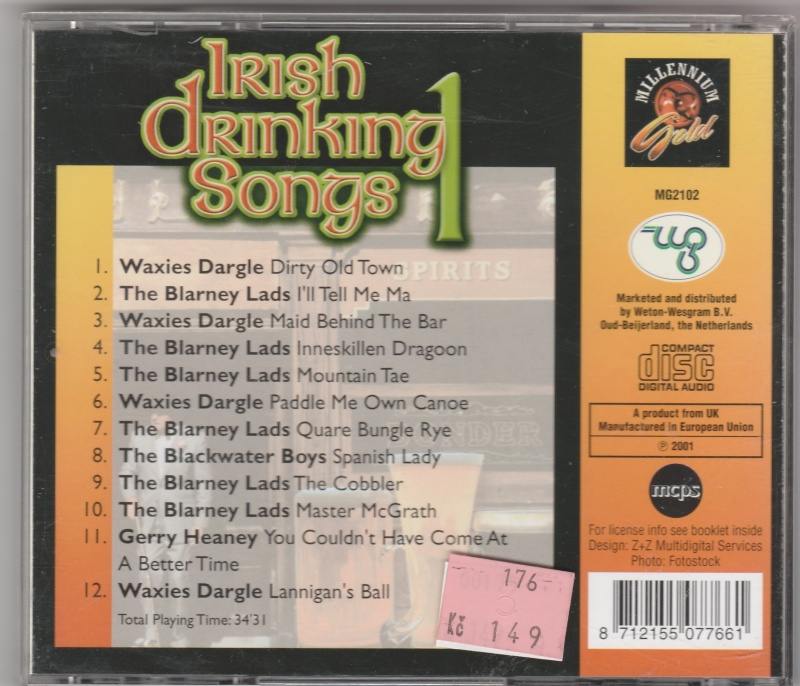 Irish
drinking 1
Songs
1. Waxies Dargle Dirty Old Town
2. The Blarney Lads I'll Tell Me Ma
3. Waxies Dargle Maid Behind The Bar
4. The Blarney Lads Inneskillen Dragoon
5. The Blarney Lads Mountain Tae
6. Waxies Dargle Paddle Me Own Canoe
7. The Blarney Lads Quare Bungle Rye
8. The Blackwater Boys Spanish Lady
9. The Blarney Lads The Cobbler
10. The Blarney Lads Master McGrath
11. Gerry Heaney You Couldn't Have Come At
A Better Time
12. Waxies Dargle Lannigan's Ball
Total Playing Time: 34'31
SPIRITS
176-
Kč 149
MILLENNIUM
Gold
MG2102
Marketed and distributed
by Weton-Wesgram B.V.
Oud-Beijerland, the Netherlands
COMPACT
disc
DIGITAL AUDIO
A product from UK
Manufactured in European Union
℗ 2001
mcps
For license info see booklet inside
Design: Z+Z Multidigital Services
Photo: Fotostock
8 712155 077661